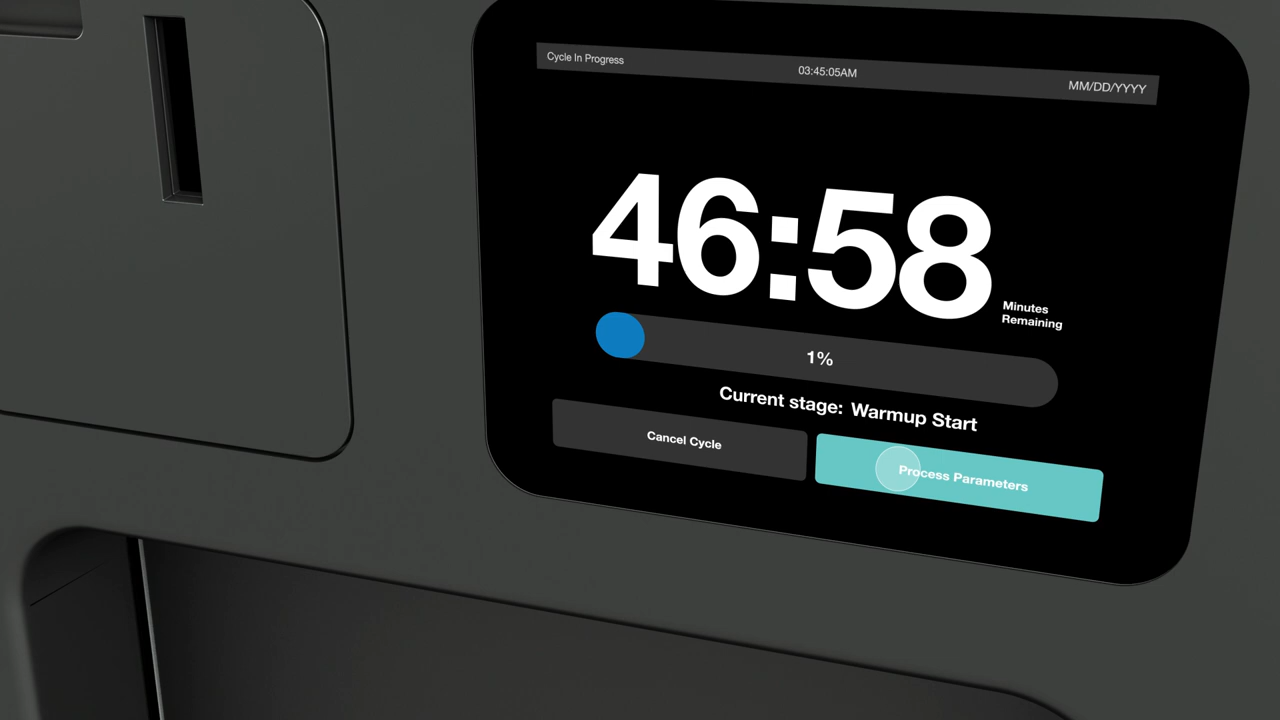 Cycle In Progress
03:45:05AM
MM/DD/YYYY
46:58
Minutes
Remaining
1%
Current stage: Warmup Start
Cancel Cycle
Process Parameters